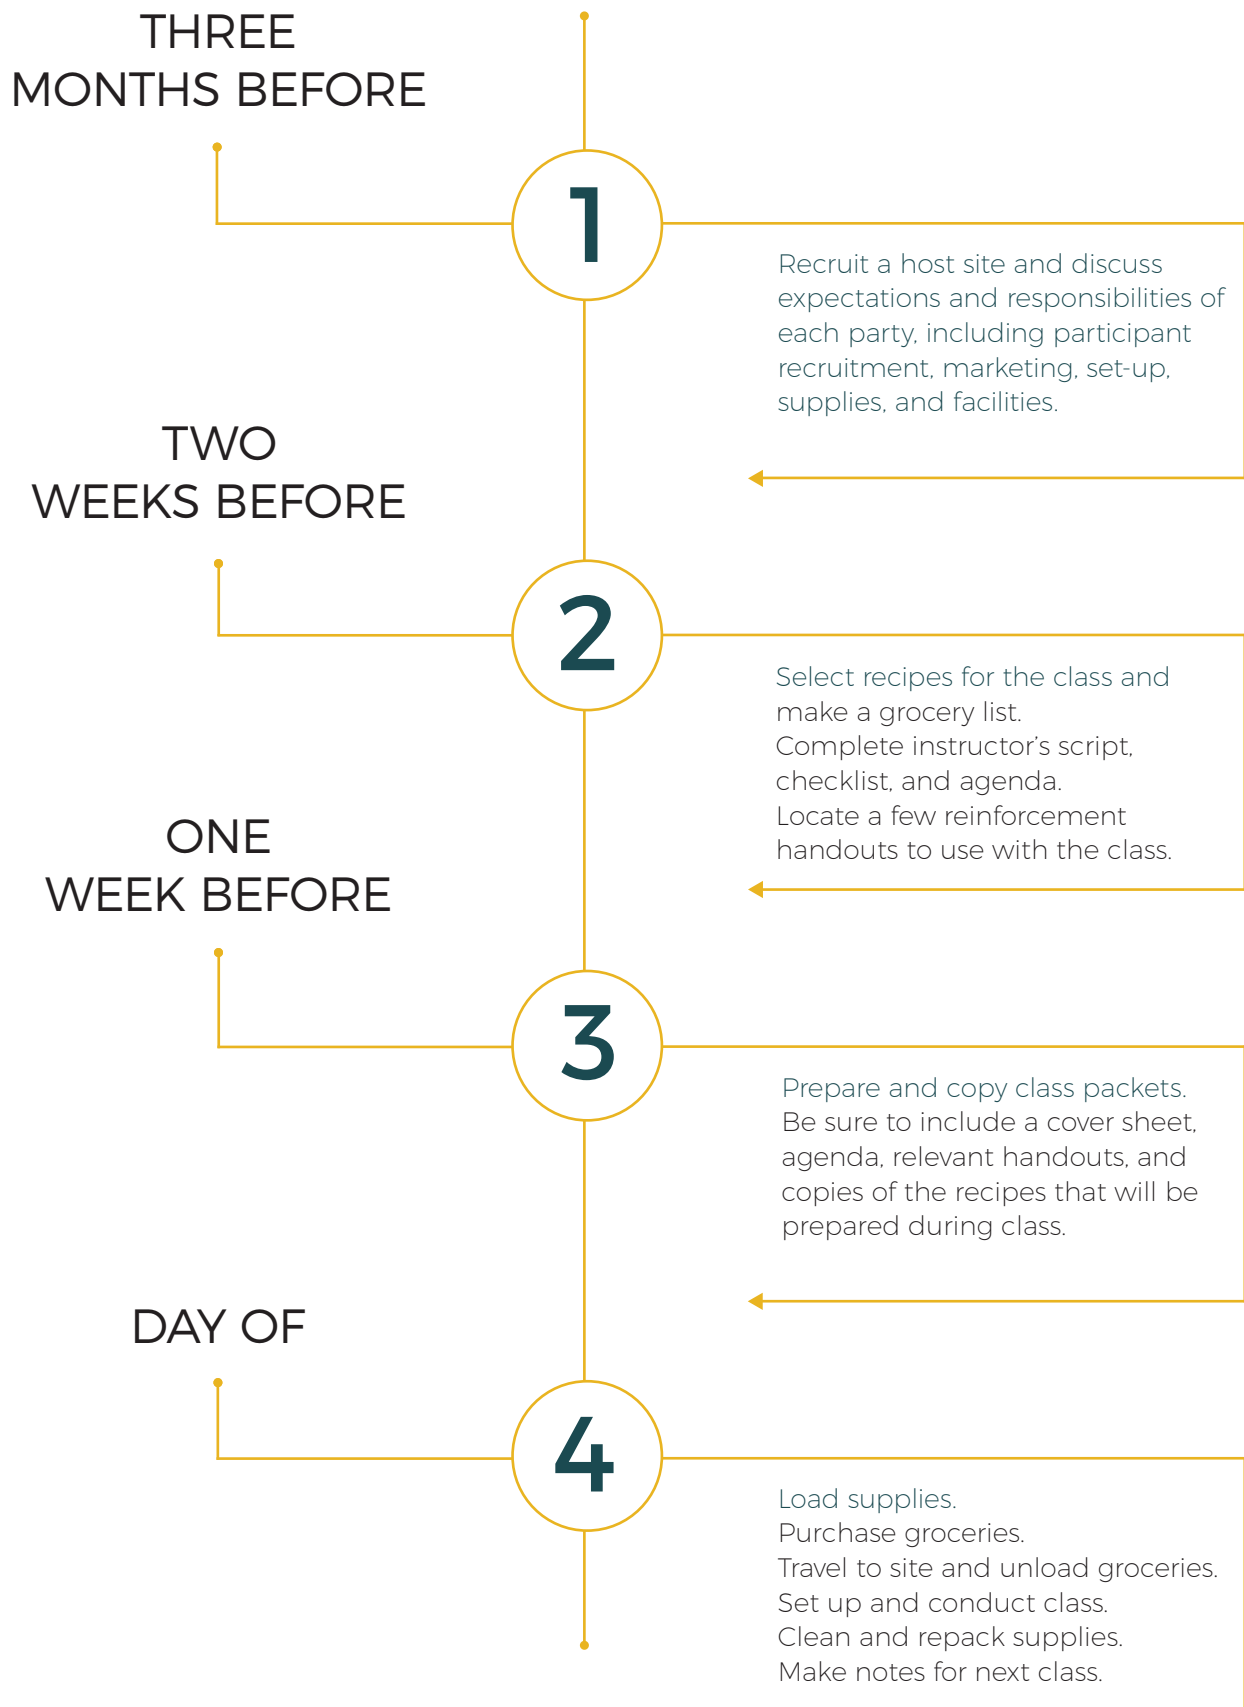 THREE
MONTHS BEFORE
1
Recruit a host site and discuss
expectations and responsibilities of
each party, including participant
recruitment, marketing, set-up,
supplies, and facilities.
TWO
WEEKS BEFORE
2
Select recipes for the class and
make a grocery list.
Complete instructor’s script,
checklist, and agenda.
Locate a few reinforcement
handouts to use with the class.
ONE
WEEK BEFORE
3
Prepare and copy class packets.
Be sure to include a cover sheet,
agenda, relevant handouts, and
copies of the recipes that will be
prepared during class.
DAY OF
4
Load supplies.
Purchase groceries.
Travel to site and unload groceries.
Set up and conduct class.
Clean and repack supplies.
Make notes for next class.